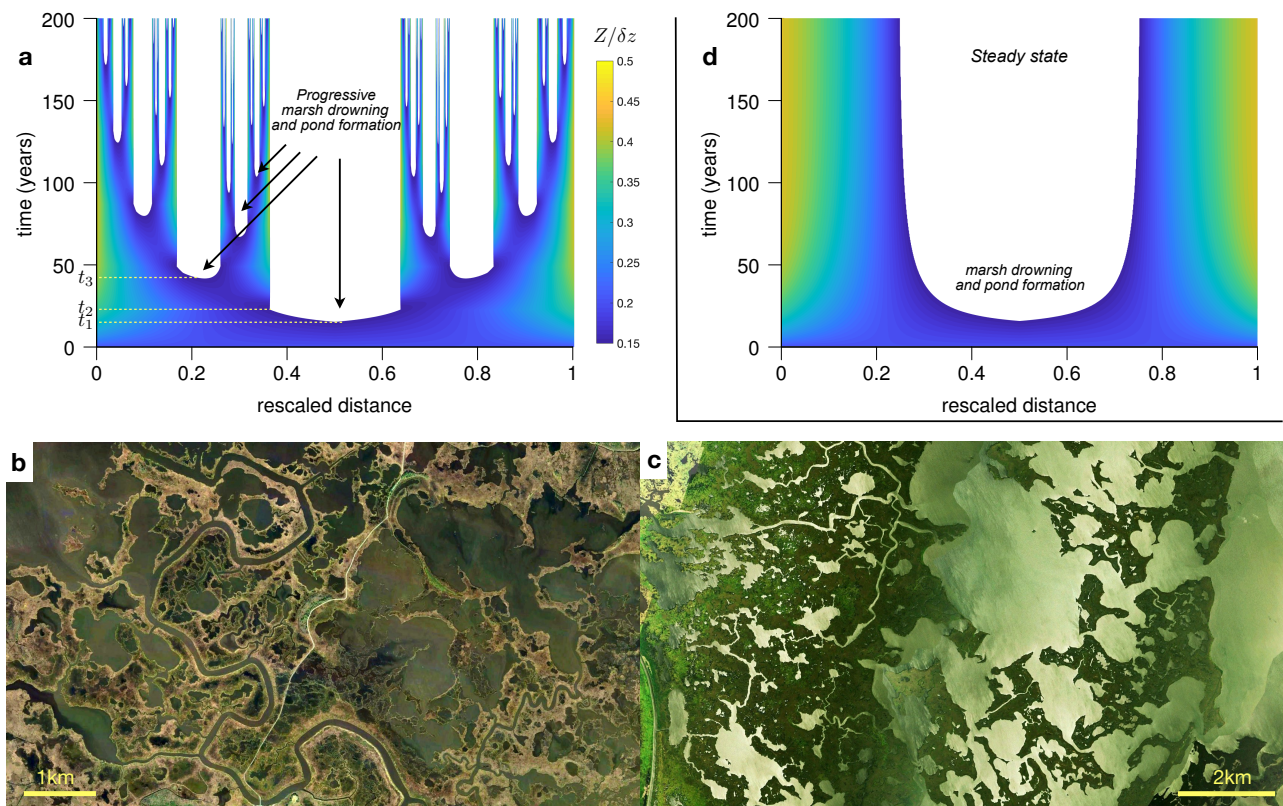 a
200
150
100
50
0
time (years)
t₃
t₂
t₁
Progressive
marsh drowning
and pond formation
0
0.2
0.4
0.6
0.8
1
rescaled distance
Z/δz
0.5
0.45
0.4
0.35
0.3
0.25
0.2
0.15
d
200
150
100
50
0
time (years)
Steady state
marsh drowning
and pond formation
0
0.2
0.4
0.6
0.8
1
rescaled distance
b
1km
c
2km